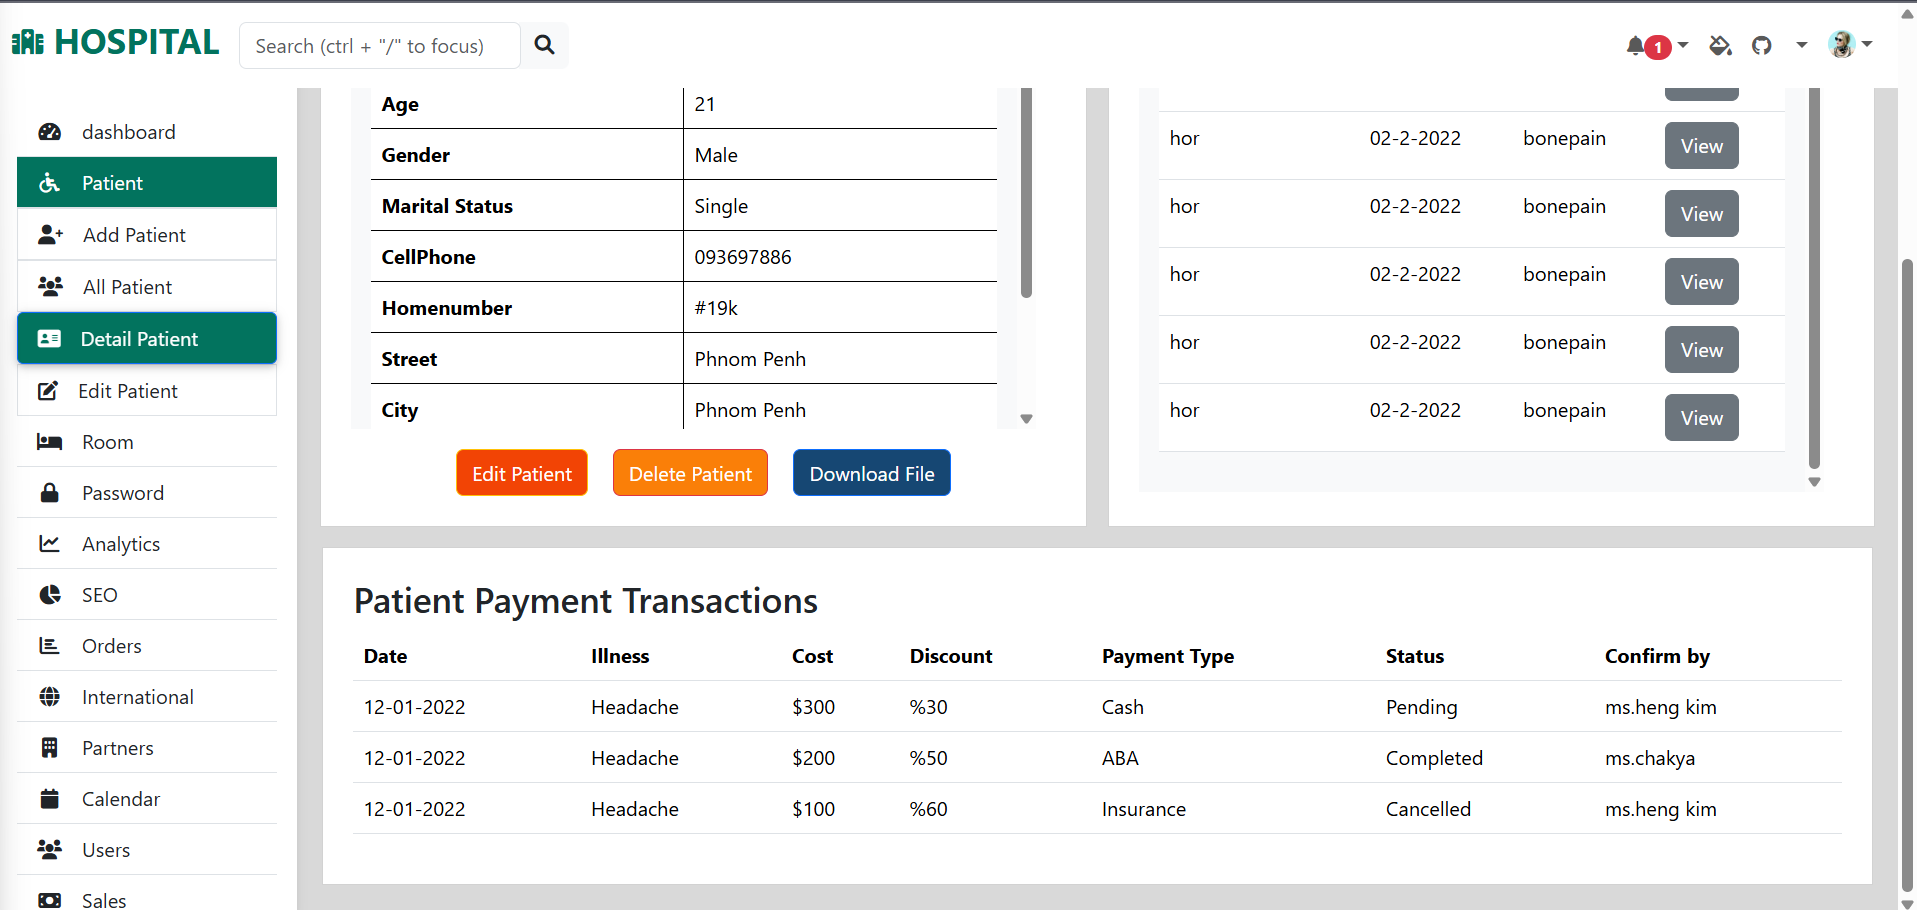 HOSPITAL
Search (ctrl + "/" to focus)
1
dashboard
Patient
Add Patient
All Patient
Detail Patient
Edit Patient
Room
Password
Analytics
SEO
Orders
International
Partners
Calendar
Users
Sales
Age 21
Gender Male
Marital Status Single
CellPhone 093697886
Homenumber #19k
Street Phnom Penh
City Phnom Penh
Edit Patient Delete Patient Download File
hor 02-2-2022 bonepain View
hor 02-2-2022 bonepain View
hor 02-2-2022 bonepain View
hor 02-2-2022 bonepain View
hor 02-2-2022 bonepain View
Patient Payment Transactions
Date Illness Cost Discount Payment Type Status Confirm by
12-01-2022 Headache $300 %30 Cash Pending ms.heng kim
12-01-2022 Headache $200 %50 ABA Completed ms.chakya
12-01-2022 Headache $100 %60 Insurance Cancelled ms.heng kim